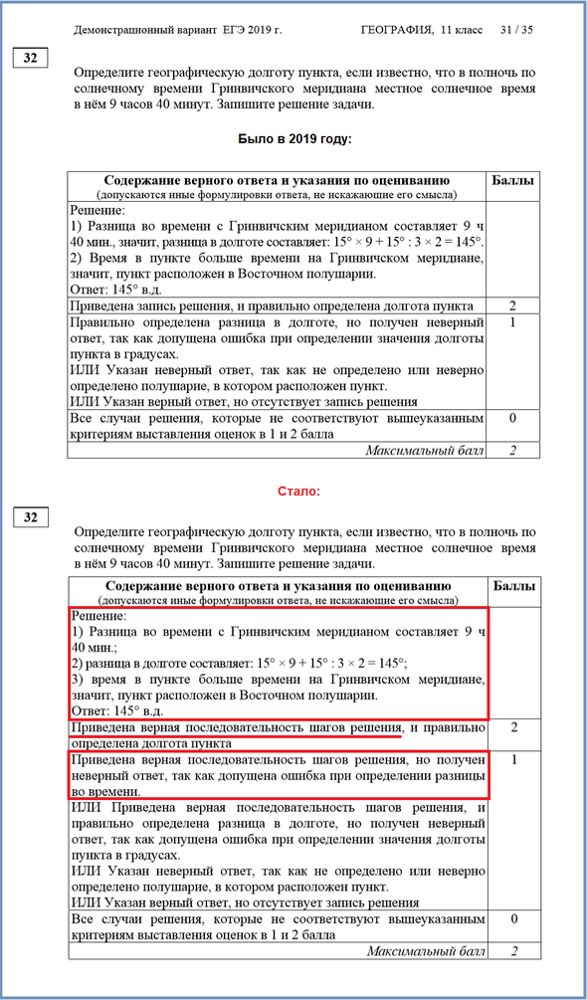 Демонстрационный вариант ЕГЭ 2019 г. ГЕОГРАФИЯ, 11 класс 31 / 35
32
Определите географическую долготу пункта, если известно, что в полночь по
солнечному времени Гринвичского меридиана местное солнечное время
в нём 9 часов 40 минут. Запишите решение задачи.
Было в 2019 году:
Содержание верного ответа и указания по оцениванию Баллы
(допускаются иные формулировки ответа, не искажающие его смысла)
Решение:
1) Разница во времени с Гринвичским меридианом составляет 9 ч
40 мин., значит, разница в долготе составляет: 15° × 9 + 15° : 3 × 2 = 145°.
2) Время в пункте больше времени на Гринвичском меридиане,
значит, пункт расположен в Восточном полушарии.
Ответ: 145° в.д.
Приведена запись решения, и правильно определена долгота пункта 2
Правильно определена разница в долготе, но получен неверный 1
ответ, так как допущена ошибка при определении значения долготы
пункта в градусах.
ИЛИ Указан неверный ответ, так как не определено или неверно
определено полушарие, в котором расположен пункт.
ИЛИ Указан верный ответ, но отсутствует запись решения
Все случаи решения, которые не соответствуют вышеуказанным 0
критериям выставления оценок в 1 и 2 балла
Максимальный балл 2
Стало:
32
Определите географическую долготу пункта, если известно, что в полночь по
солнечному времени Гринвичского меридиана местное солнечное время
в нём 9 часов 40 минут. Запишите решение задачи.
Содержание верного ответа и указания по оцениванию Баллы
(допускаются иные формулировки ответа, не искажающие его смысла)
Решение:
1) Разница во времени с Гринвичским меридианом составляет 9 ч
40 мин.;
2) разница в долготе составляет: 15° × 9 + 15° : 3 × 2 = 145°;
3) время в пункте больше времени на Гринвичском меридиане,
значит, пункт расположен в Восточном полушарии.
Ответ: 145° в.д.
Приведена верная последовательность шагов решения, и правильно 2
определена долгота пункта
Приведена верная последовательность шагов решения, но получен 1
неверный ответ, так как допущена ошибка при определении разницы
во времени.
ИЛИ Приведена верная последовательность шагов решения, и
правильно определена разница в долготе, но получен неверный
ответ, так как допущена ошибка при определении значения долготы
пункта в градусах.
ИЛИ Указан неверный ответ, так как не определено или неверно
определено полушарие, в котором расположен пункт.
ИЛИ Указан верный ответ, но отсутствует запись решения
Все случаи решения, которые не соответствуют вышеуказанным 0
критериям выставления оценок в 1 и 2 балла
Максимальный балл 2